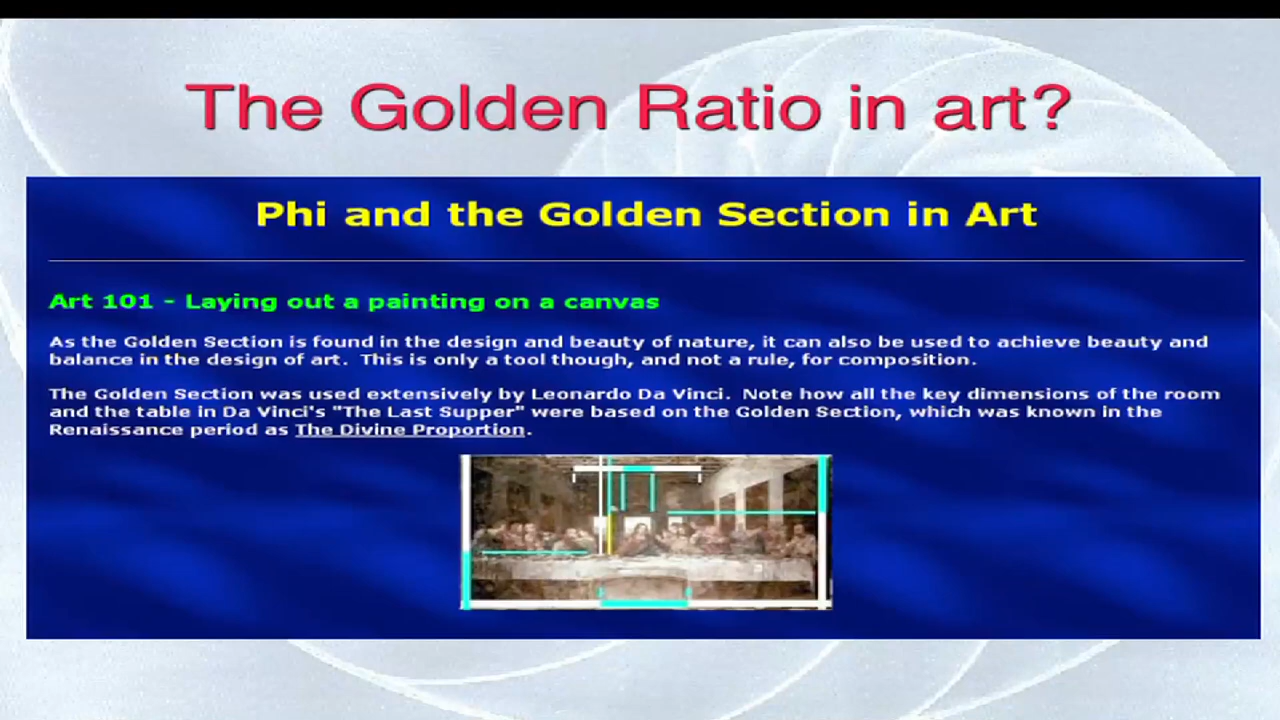 The Golden Ratio in art?
Phi and the Golden Section in Art
Art 101 - Laying out a painting on a canvas
As the Golden Section is found in the design and beauty of nature, it can also be used to achieve beauty and
balance in the design of art.  This is only a tool though, and not a rule, for composition.
The Golden Section was used extensively by Leonardo Da Vinci.  Note how all the key dimensions of the room
and the table in Da Vinci's "The Last Supper" were based on the Golden Section, which was known in the
Renaissance period as The Divine Proportion.